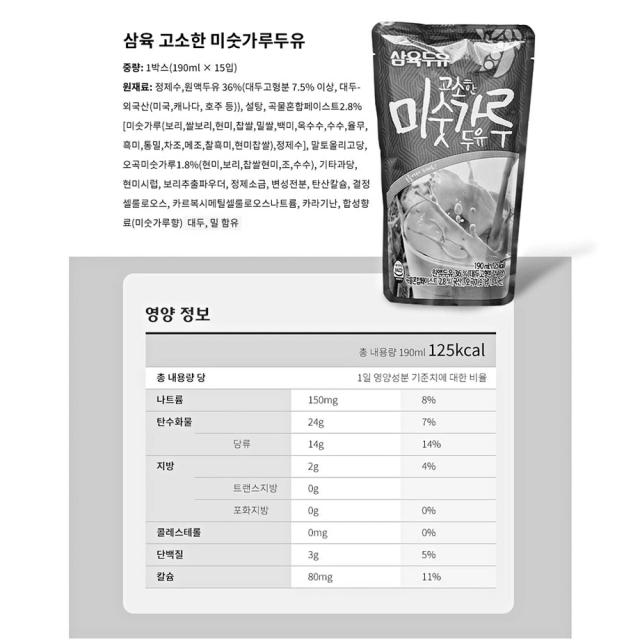 삼육 고소한 미숫가루두유
중량: 1박스(190ml × 15입)
원재료: 정제수,원액두유 36%(대두고형분 7.5% 이상, 대두-
외국산(미국,캐나다, 호주 등)), 설탕, 곡물혼합페이스트2.8%
[미숫가루(보리,쌀보리,현미,찹쌀,밀쌀,백미,옥수수,수수,율무,
흑미,통밀,차조,메조,찰흑미,현미찹쌀),정제수], 말토올리고당,
오곡미숫가루1.8%(현미,보리,찹쌀현미,조,수수), 기타과당,
현미시럽, 보리추출파우더, 정제소금, 변성전분, 탄산칼슘, 결정
셀룰로오스, 카르복시메틸셀룰로오스나트륨, 카라기난, 합성향
료(미숫가루향) 대두, 밀 함유
삼육두유
고소한
미숫가루
두유
190 ml
원액두유 36 %
영양 정보
총 내용량 190ml 125kcal
총 내용량 당 1일 영양성분 기준치에 대한 비율
나트륨 150mg 8%
탄수화물 24g 7%
당류 14g 14%
지방 2g 4%
트랜스지방 0g
포화지방 0g 0%
콜레스테롤 0mg 0%
단백질 3g 5%
칼슘 80mg 11%